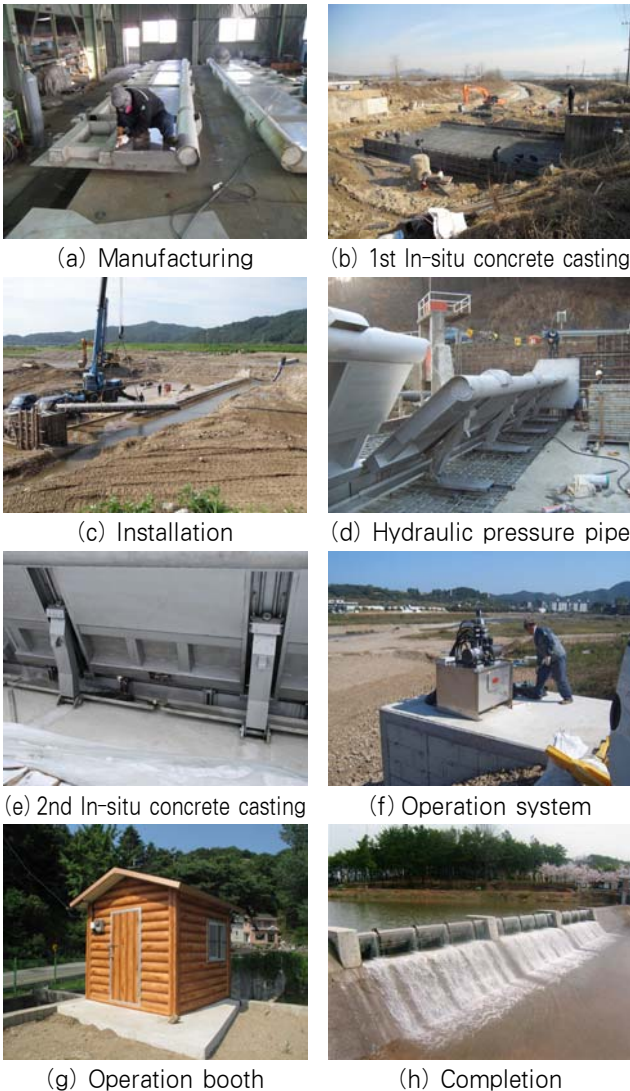 (a) Manufacturing
(b) 1st In-situ concrete casting
(c) Installation
(d) Hydraulic pressure pipe
(e) 2nd In-situ concrete casting
(f) Operation system
(g) Operation booth
(h) Completion